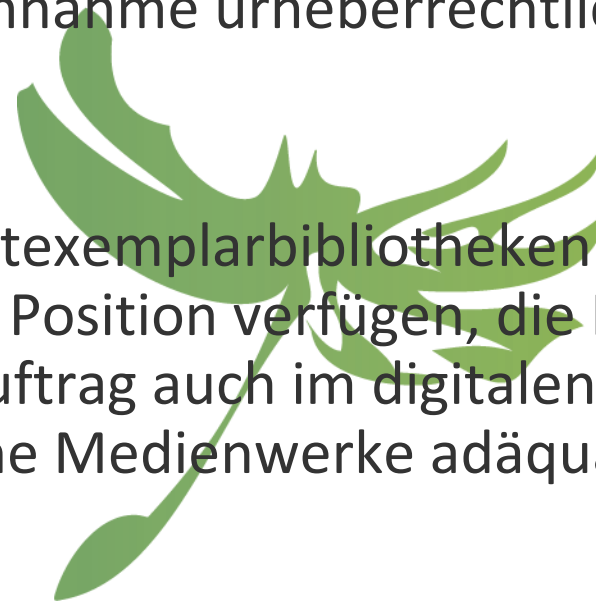 nnahme urheberrechtlic
texemplarbibliotheken
Position verfügen, die
uftrag auch im digitalen
ne Medienwerke adäqua